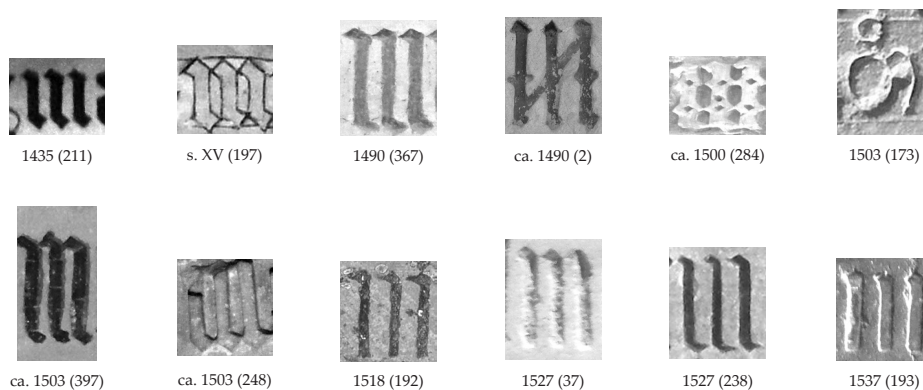 1435 (211) s. XV (197) 1490 (367) ca. 1490 (2) ca. 1500 (284) 1503 (173)
ca. 1503 (397) ca. 1503 (248) 1518 (192) 1527 (37) 1527 (238) 1537 (193)